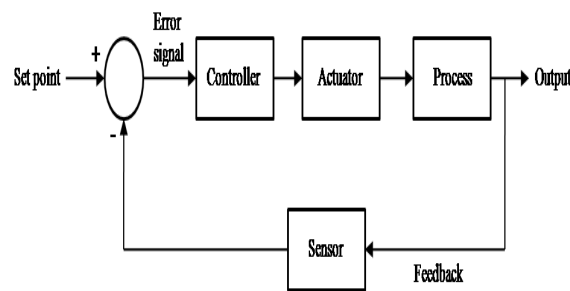 Error
signal
+
Set point
Controller
Actuator
Process
Output
-
Sensor
Feedback